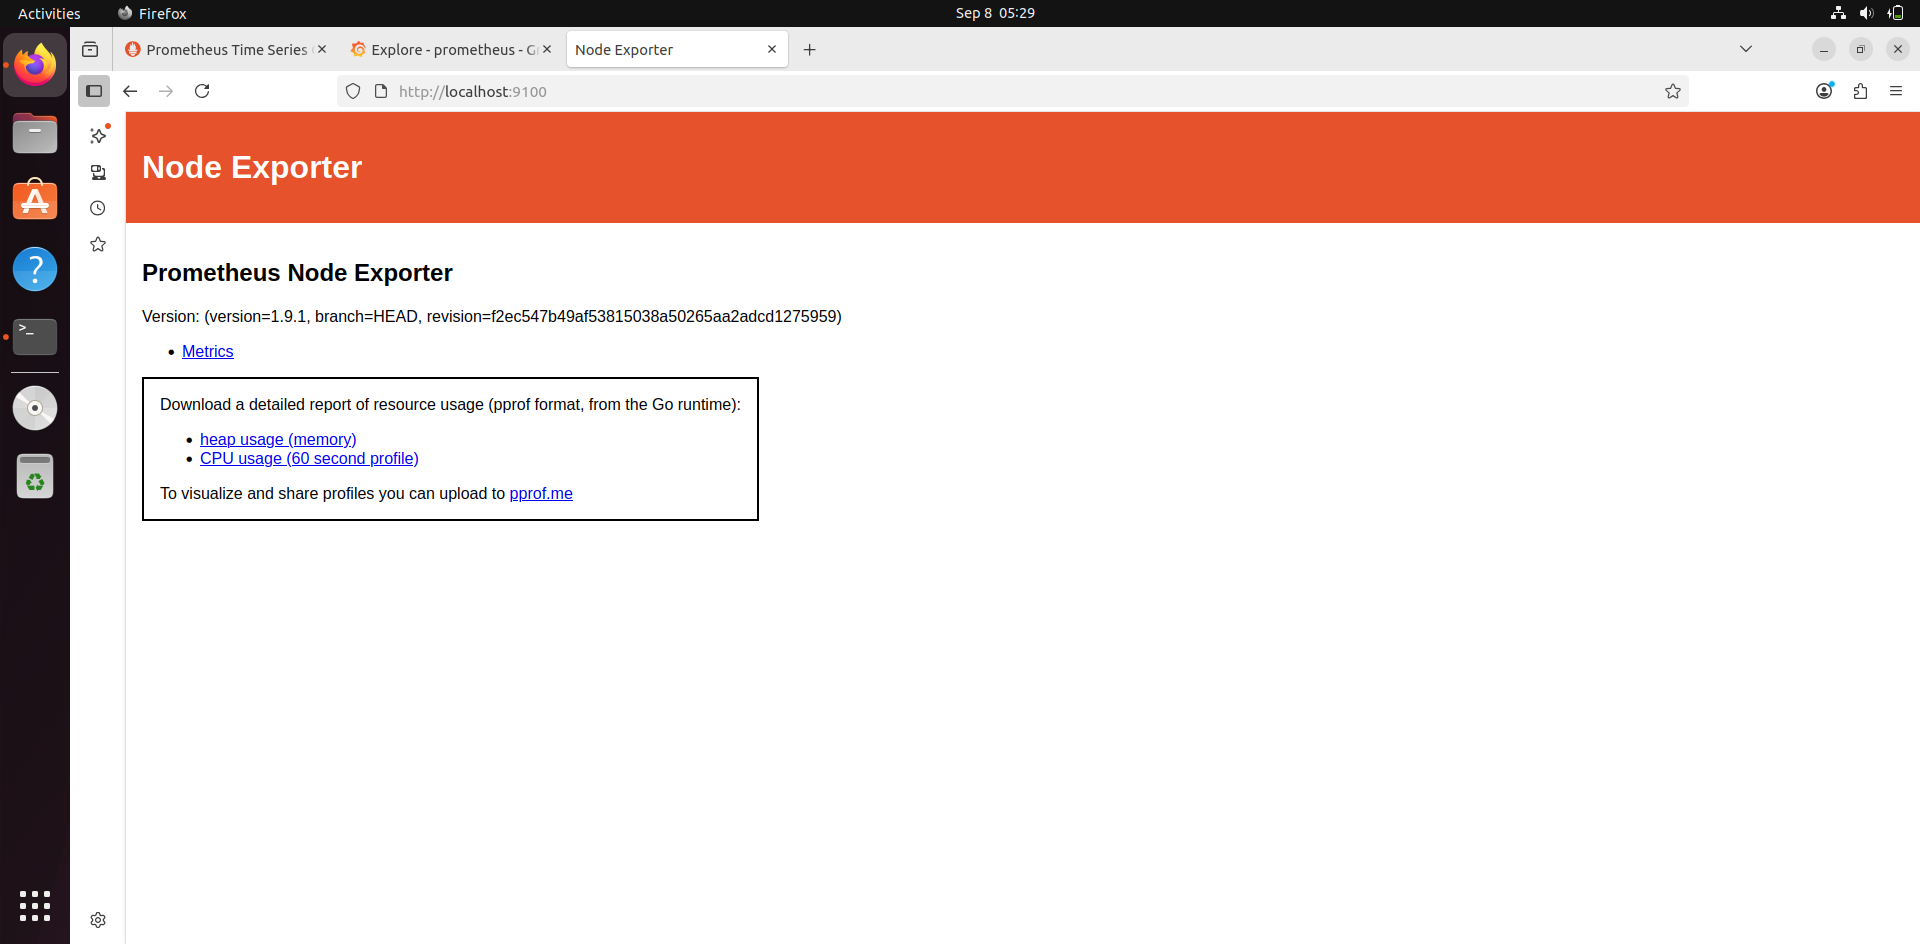 Activities
Firefox
Sep 8 05:29
Prometheus Time Series
Explore - prometheus - G
Node Exporter
http://localhost:9100
Node Exporter
Prometheus Node Exporter
Version: (version=1.9.1, branch=HEAD, revision=f2ec547b49af53815038a50265aa2adcd1275959)
• Metrics
Download a detailed report of resource usage (pprof format, from the Go runtime):
• heap usage (memory)
• CPU usage (60 second profile)
To visualize and share profiles you can upload to pprof.me